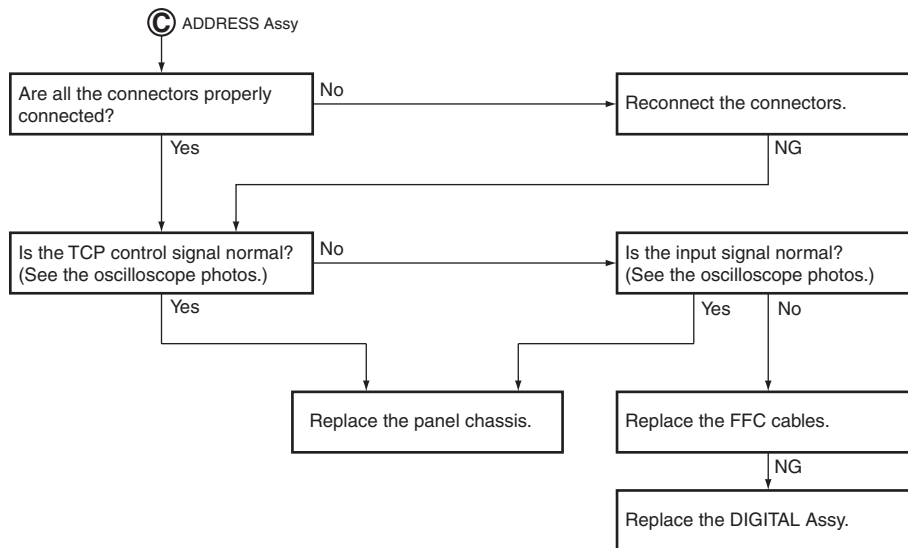 C ADDRESS Assy
Are all the connectors properly
connected?
No
Reconnect the connectors.
Yes
NG
Is the TCP control signal normal?
(See the oscilloscope photos.)
No
Is the input signal normal?
(See the oscilloscope photos.)
Yes
Yes
No
Replace the panel chassis.
Replace the FFC cables.
NG
Replace the DIGITAL Assy.